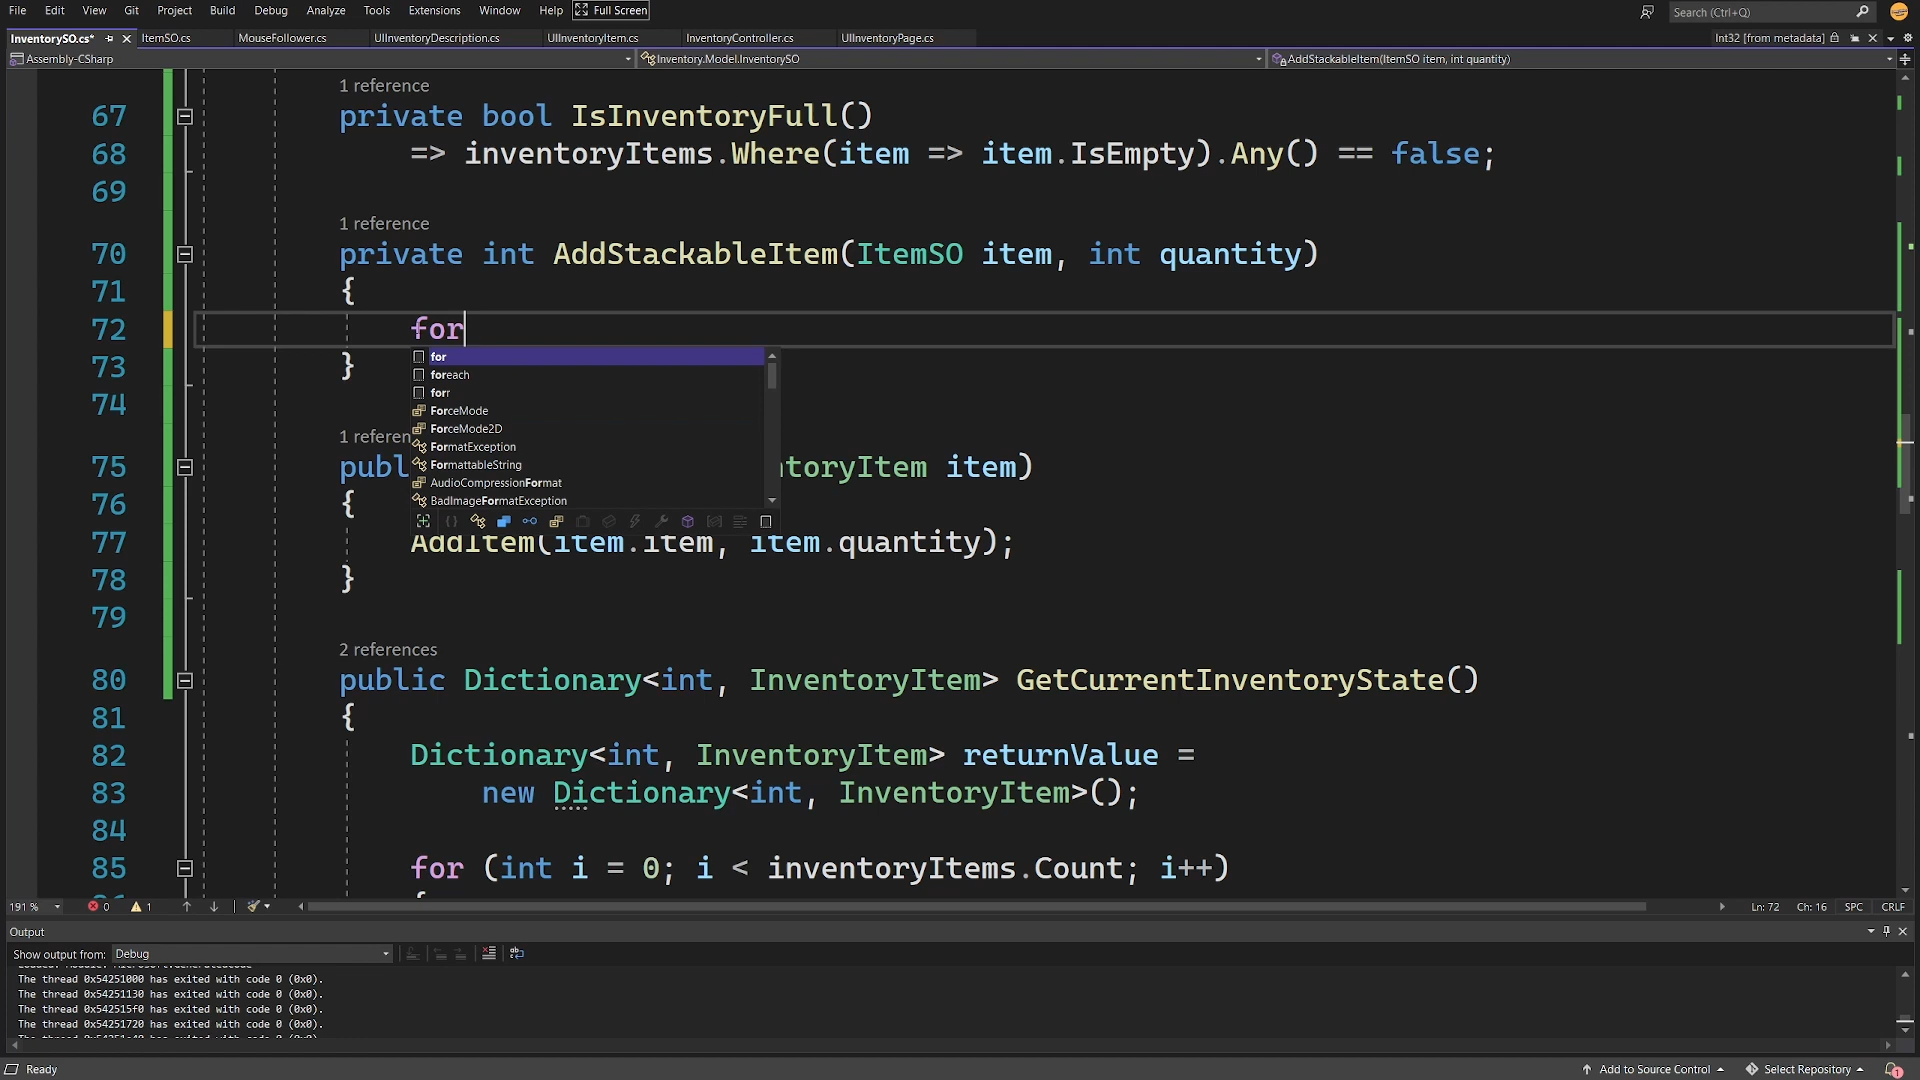 File Edit View Git Project Build Debug Analyze Tools Extensions Window Help Full Screen Search (Ctrl+Q)
InventorySO.cs* ItemSO.cs MouseFollower.cs UIInventoryDescription.cs UIInventoryItem.cs InventoryController.cs UIInventoryPage.cs Int32 [from metadata]
Assembly-CSharp Inventory.Model.InventorySO AddStackableItem(ItemSO item, int quantity)
1 reference
67 private bool IsInventoryFull()
68 => inventoryItems.Where(item => item.IsEmpty).Any() == false;
69
1 reference
70 private int AddStackableItem(ItemSO item, int quantity)
71 {
72 for
for
73 }
foreach
forr
74
ForceMode
ForceMode2D
1 referen
FormatException
75 publ ntoryItem item)
FormattableString
AudioCompressionFormat
76 {
BadImageFormatException
77 AddItem(item.item, item.quantity);
78 }
79
2 references
80 public Dictionary<int, InventoryItem> GetCurrentInventoryState()
81 {
82 Dictionary<int, InventoryItem> returnValue =
83 new Dictionary<int, InventoryItem>();
84
85 for (int i = 0; i < inventoryItems.Count; i++)
191 % 0 1 Ln: 72 Ch: 16 SPC CRLF
Output
Show output from: Debug
The thread 0x54251000 has exited with code 0 (0x0).
The thread 0x54251130 has exited with code 0 (0x0).
The thread 0x542515f0 has exited with code 0 (0x0).
The thread 0x54251720 has exited with code 0 (0x0).
Ready Add to Source Control Select Repository 1